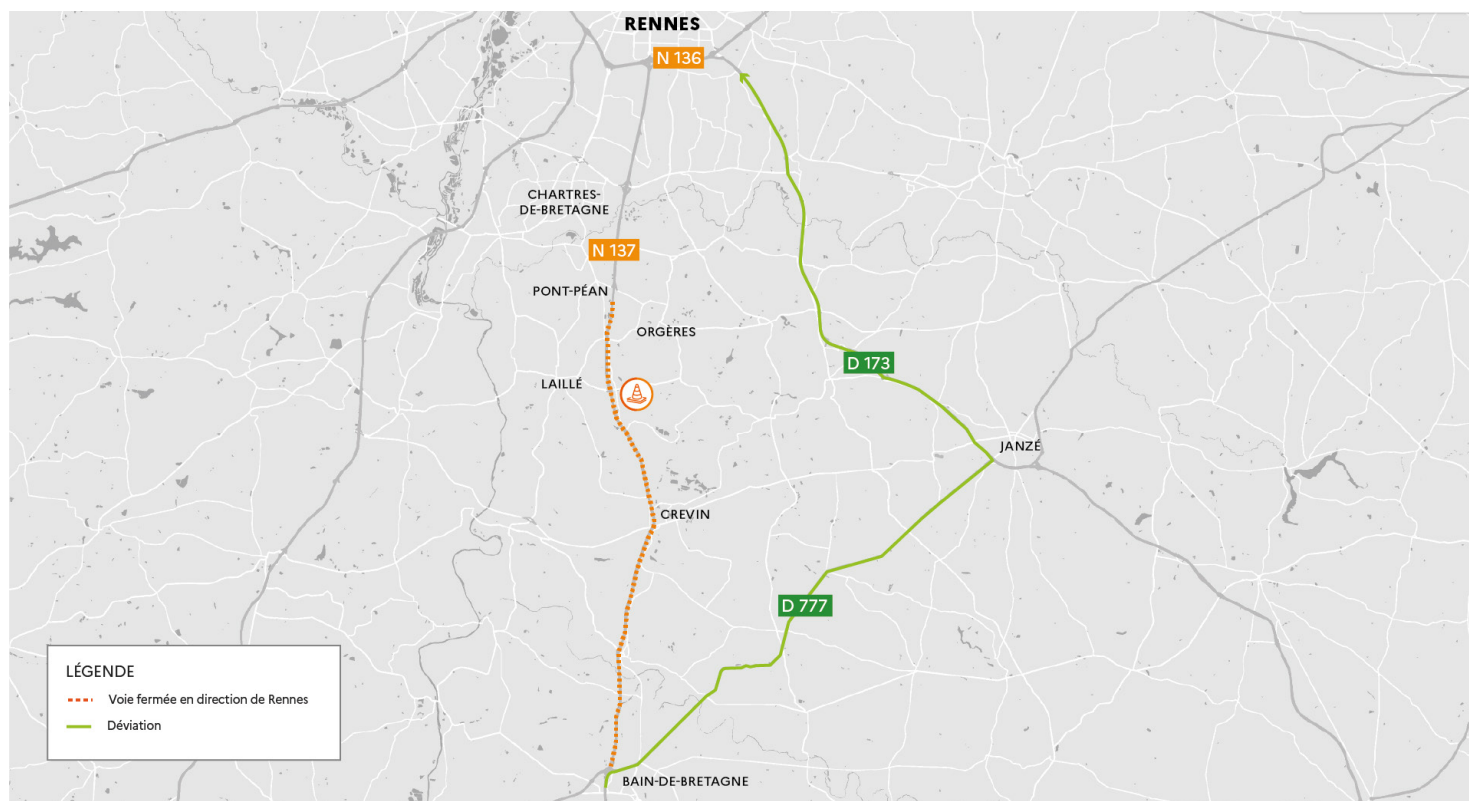 RENNES
N 136
CHARTRES-
DE-BRETAGNE
N 137
PONT-PÉAN
ORGÈRES
D 173
LAILLÉ
JANZÉ
CREVIN
D 777
LÉGENDE
Voie fermée en direction de Rennes
Déviation
BAIN-DE-BRETAGNE